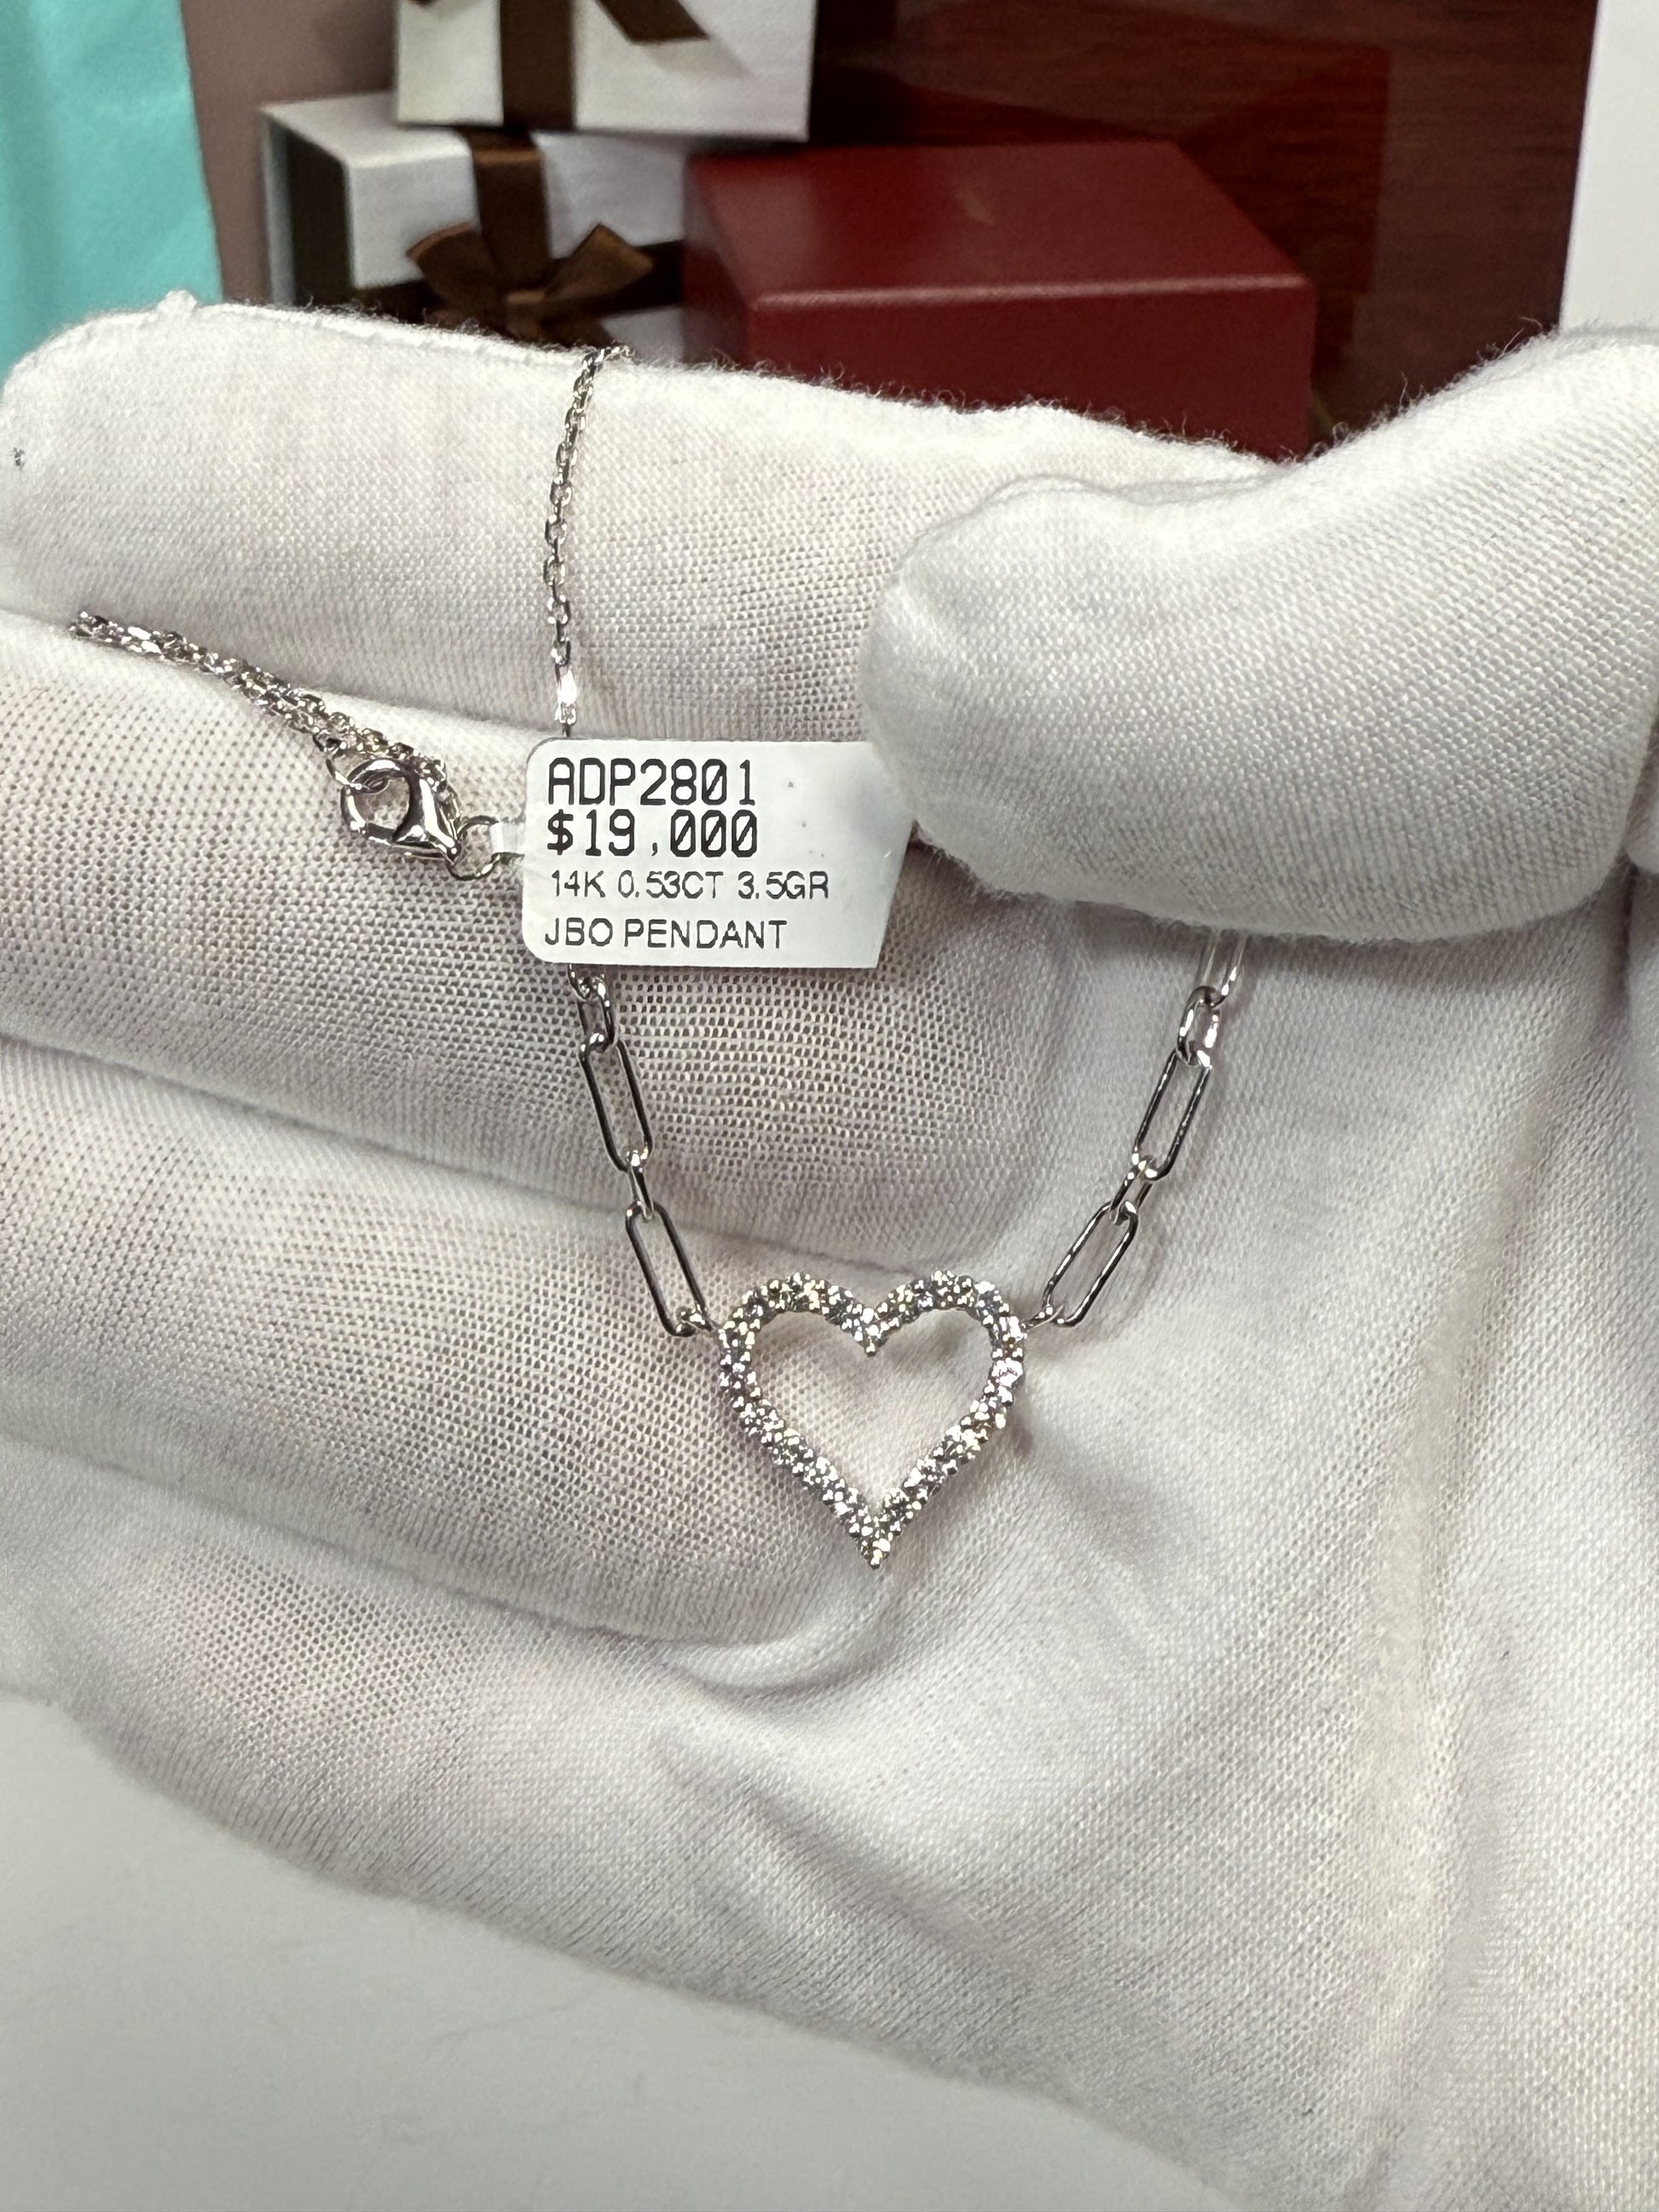 ADP2801
$19,000
14K 0.53CT 3.5GR
JBO PENDANT